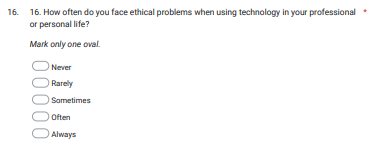 16. 16. How often do you face ethical problems when using technology in your professional *
or personal life?
Mark only one oval.
Never
Rarely
Sometimes
Often
Always